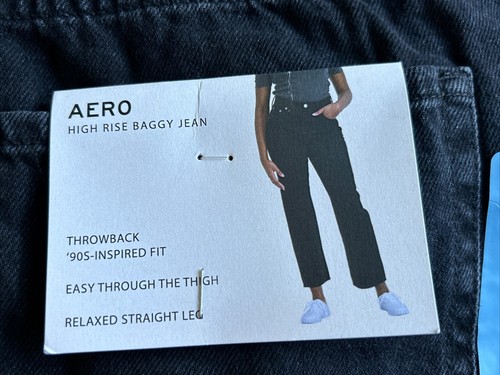 AERO
HIGH RISE BAGGY JEAN
THROWBACK
'90S-INSPIRED FIT
EASY THROUGH THE THIGH
RELAXED STRAIGHT LEG